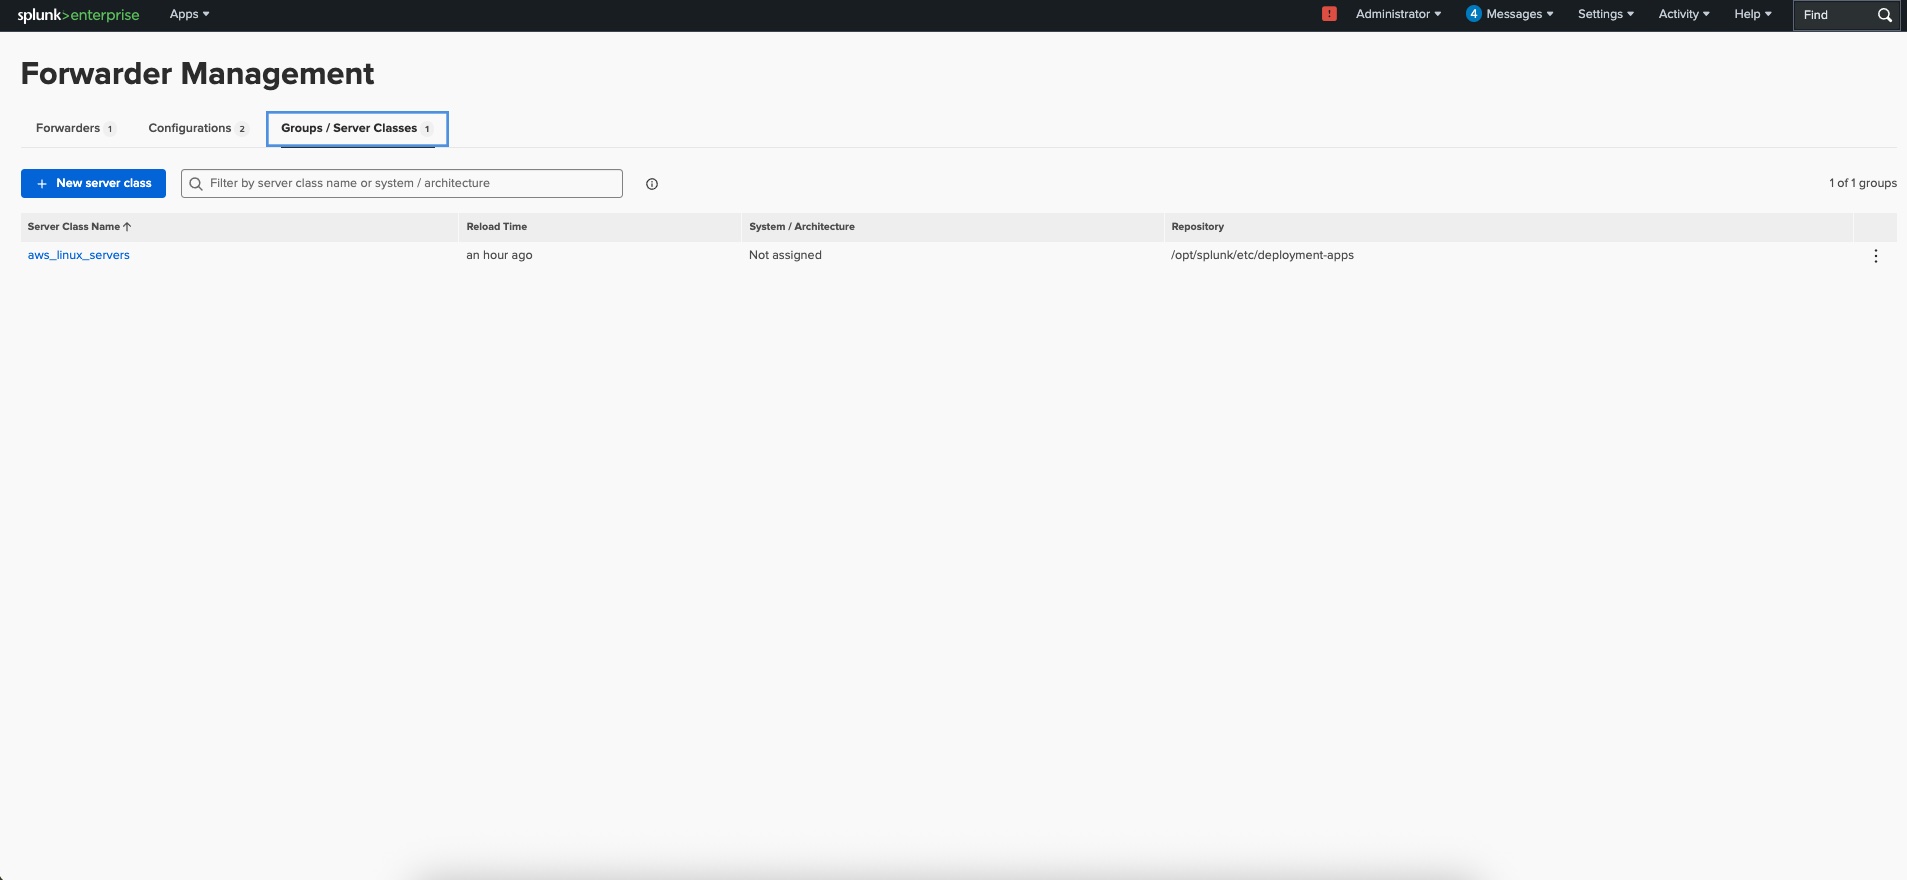 splunk>enterprise Apps ! Administrator 4 Messages Settings Activity Help Find
Forwarder Management
Forwarders 1 Configurations 2 Groups / Server Classes 1
+ New server class Filter by server class name or system / architecture 1 of 1 groups
Server Class Name ↑ Reload Time System / Architecture Repository
aws_linux_servers an hour ago Not assigned /opt/splunk/etc/deployment-apps